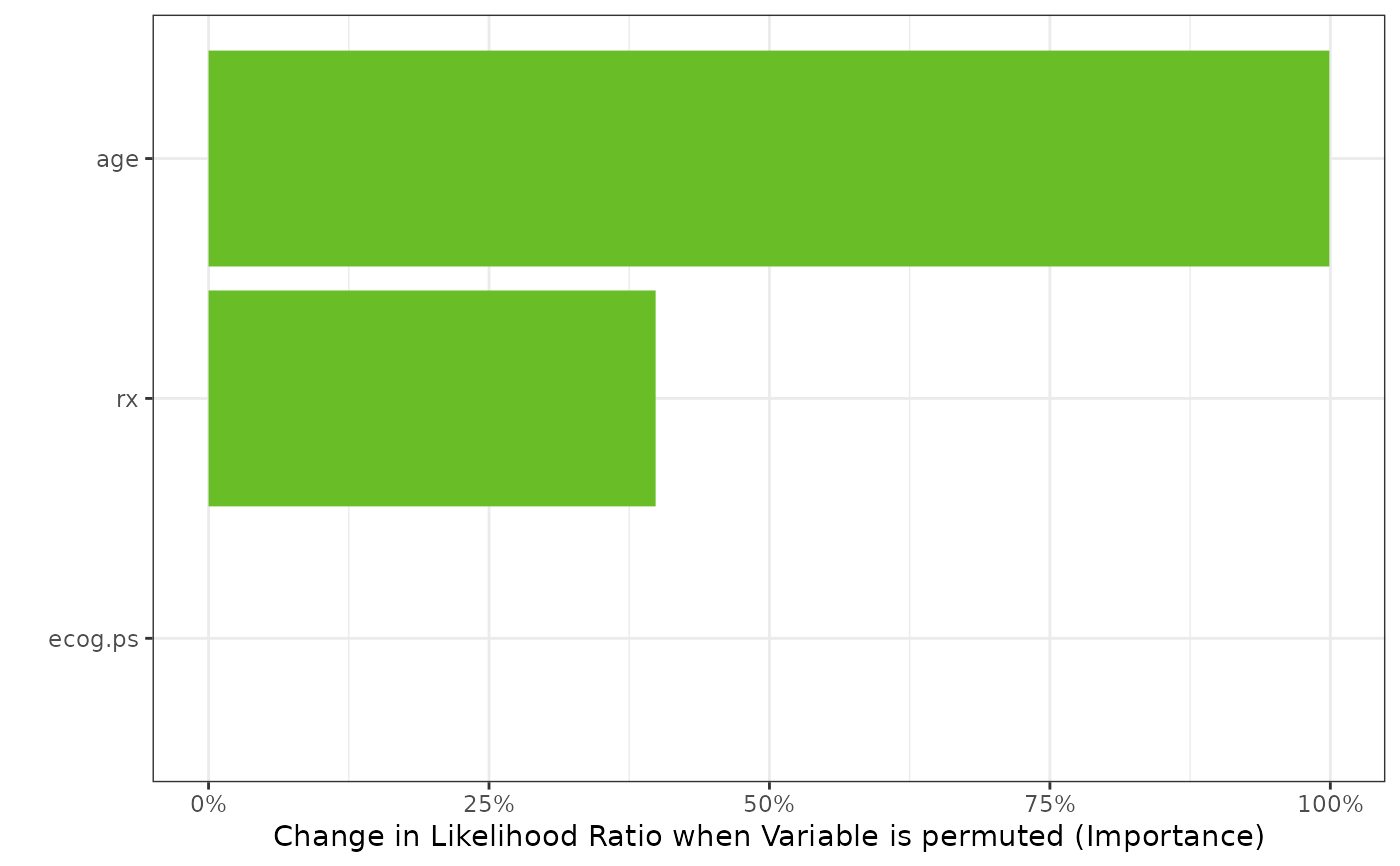 age
rx
ecog.ps
0% 25% 50% 75% 100%
Change in Likelihood Ratio when Variable is permuted (Importance)